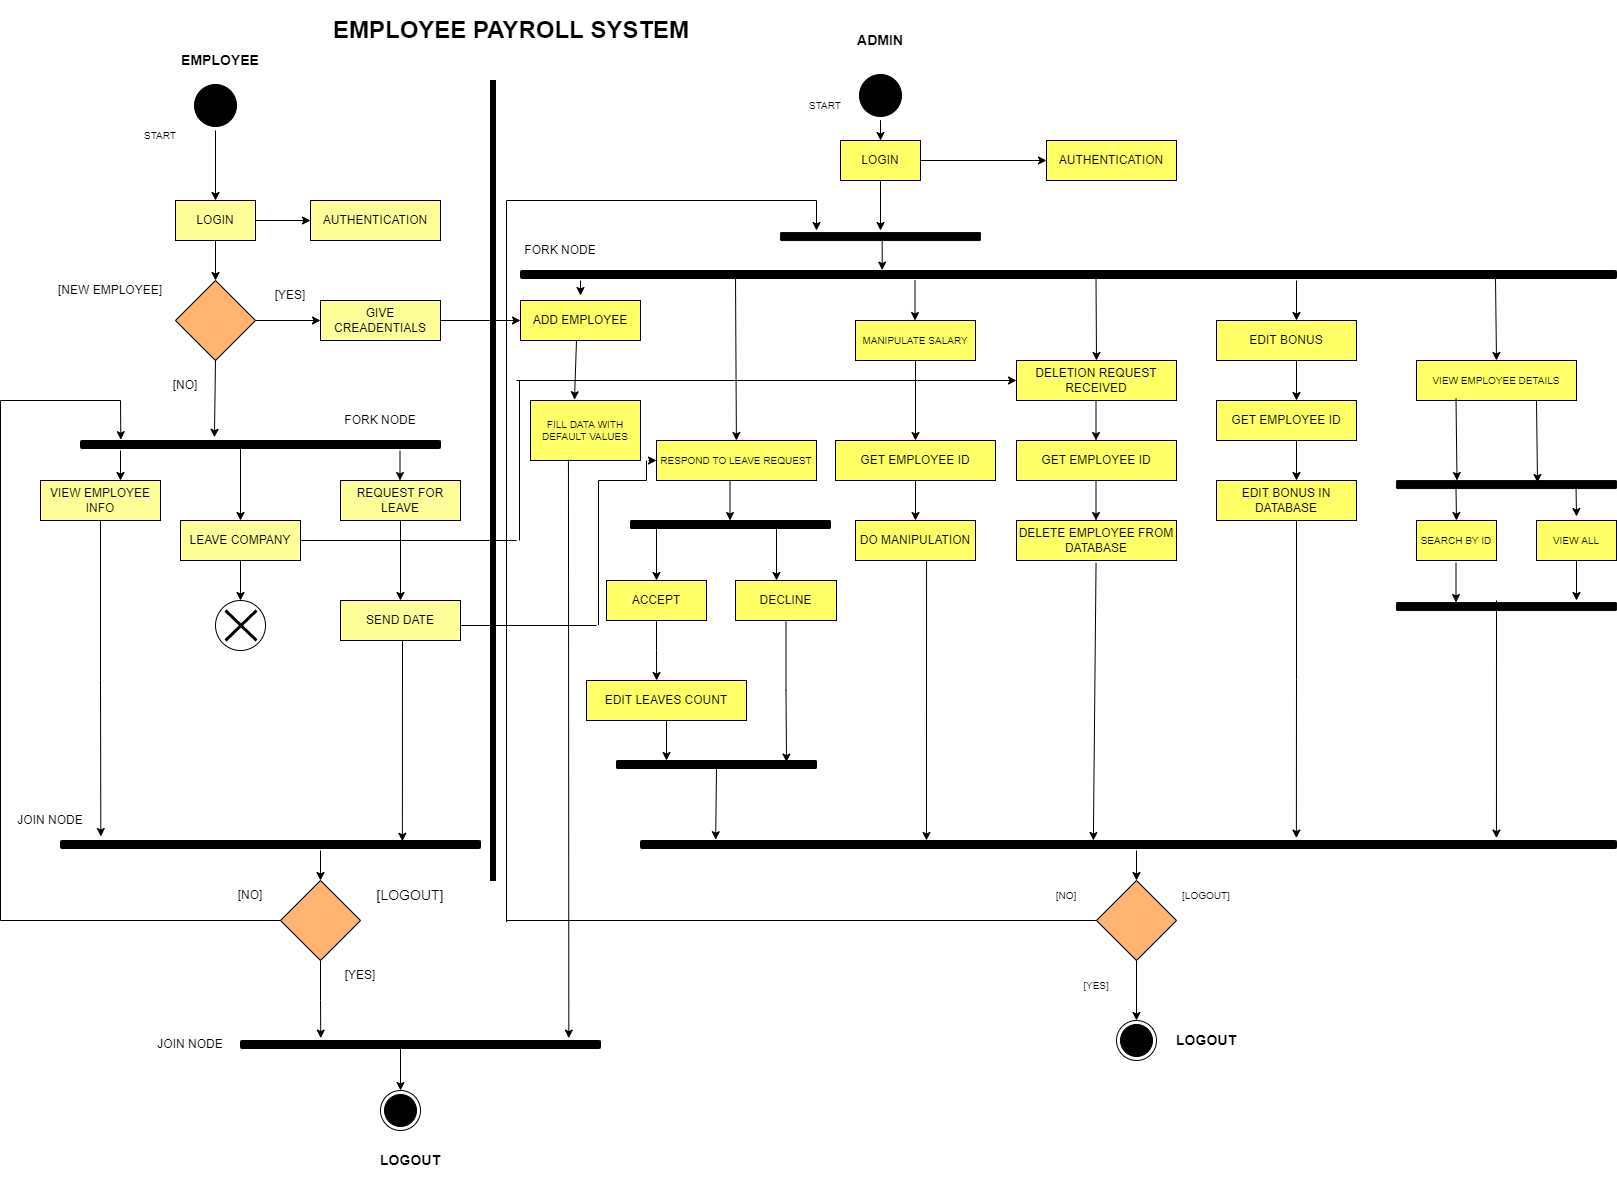 EMPLOYEE PAYROLL SYSTEM
ADMIN
EMPLOYEE
START
START
LOGIN
AUTHENTICATION
LOGIN
AUTHENTICATION
FORK NODE
[NEW EMPLOYEE]
[YES]
GIVE
CREADENTIALS
ADD EMPLOYEE
MANIPULATE SALARY
EDIT BONUS
[NO]
DELETION REQUEST
RECEIVED
VIEW EMPLOYEE DETAILS
FORK NODE
FILL DATA WITH
DEFAULT VALUES
GET EMPLOYEE ID
RESPOND TO LEAVE REQUEST
GET EMPLOYEE ID
GET EMPLOYEE ID
VIEW EMPLOYEE
INFO
REQUEST FOR
LEAVE
EDIT BONUS IN
DATABASE
LEAVE COMPANY
DO MANIPULATION
DELETE EMPLOYEE FROM
DATABASE
SEARCH BY ID
VIEW ALL
ACCEPT
DECLINE
SEND DATE
EDIT LEAVES COUNT
JOIN NODE
[NO]
[LOGOUT]
[NO]
[LOGOUT]
[YES]
[YES]
JOIN NODE
LOGOUT
LOGOUT